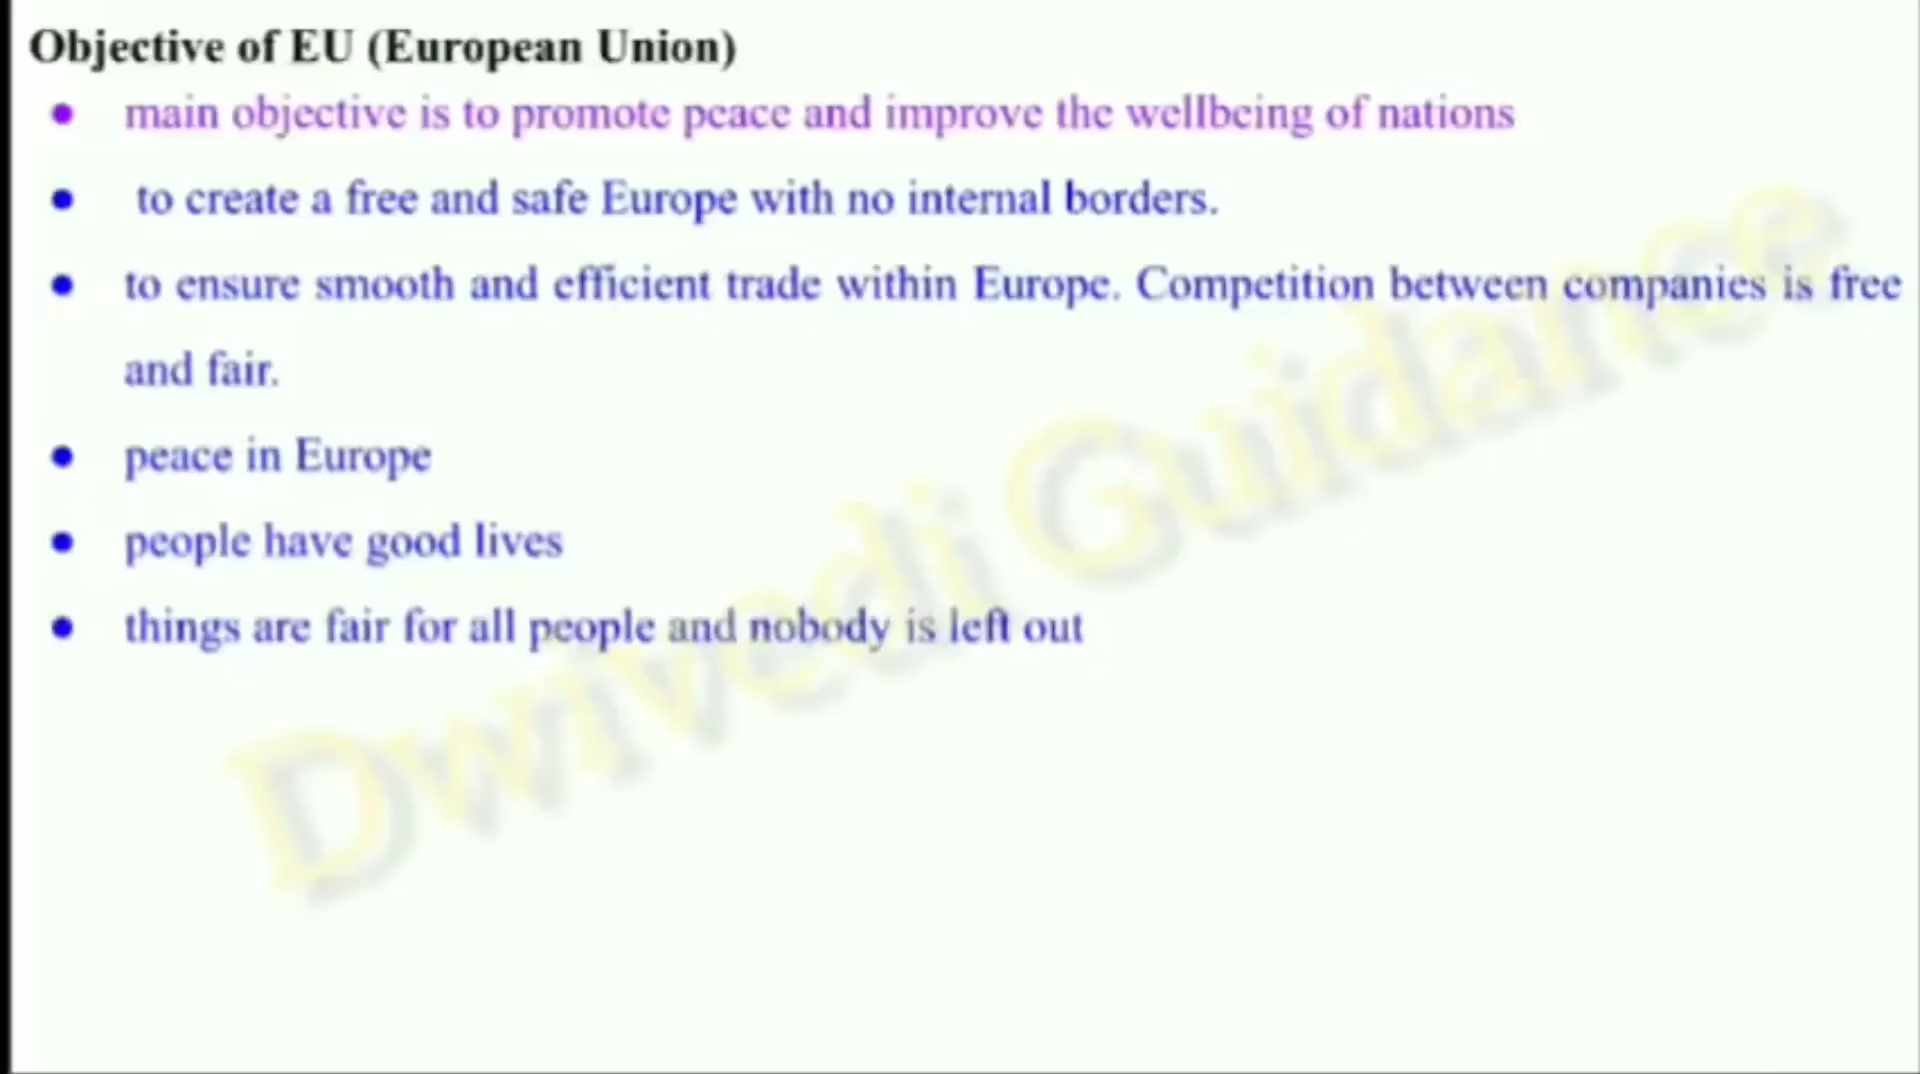 Objective of EU (European Union)
● main objective is to promote peace and improve the wellbeing of nations
● to create a free and safe Europe with no internal borders.
● to ensure smooth and efficient trade within Europe. Competition between companies is free
and fair.
● peace in Europe
● people have good lives
● things are fair for all people and nobody is left out
Dwivedi Guidance